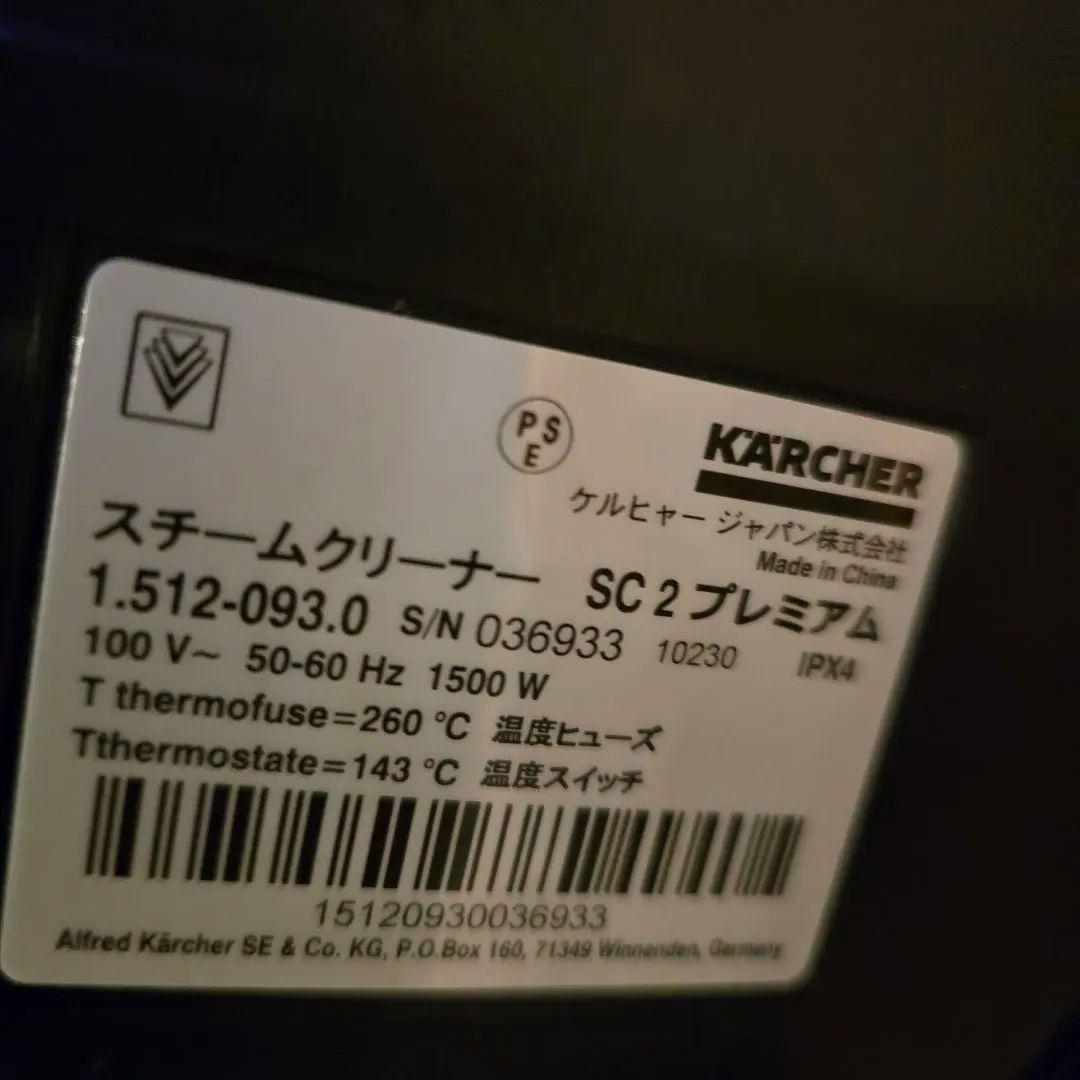 PSE
KÄRCHER
ケルヒャー ジャパン株式会社
Made in China
スチームクリーナー SC 2 プレミアム
1.512-093.0 S/N 036933 10230 IPX4
100 V~ 50-60 Hz 1500 W
T thermofuse=260 °C 温度ヒューズ
Tthermostate=143 °C 温度スイッチ
15120930036933
Alfred Kärcher SE & Co. KG, P.O.Box 160, 71349 Winnenden, Germany